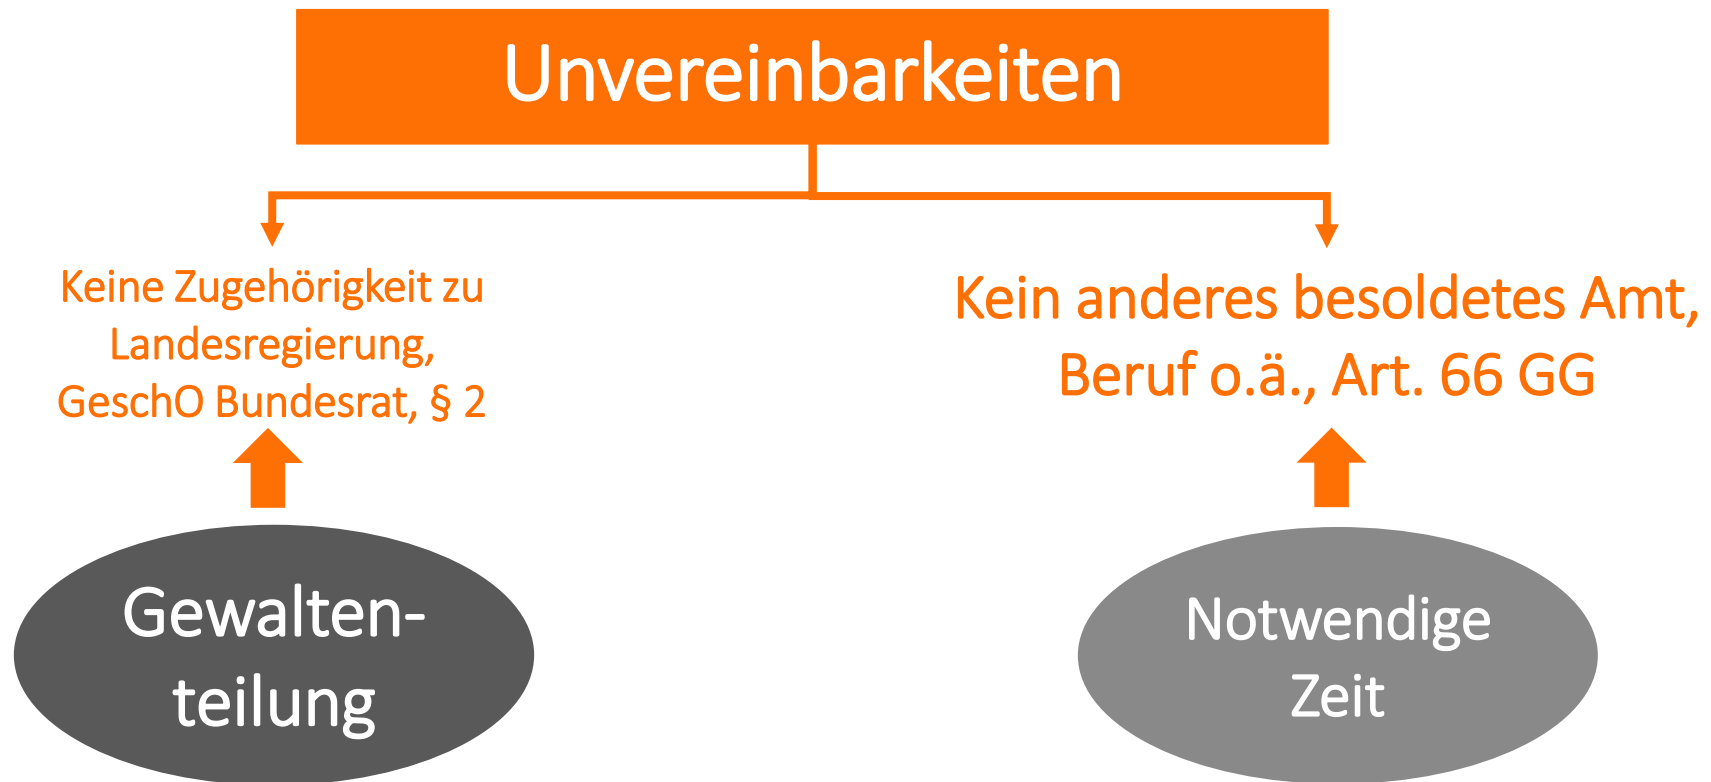 Unvereinbarkeiten
Keine Zugehörigkeit zu
Landesregierung,
GeschO Bundesrat, § 2
Kein anderes besoldetes Amt,
Beruf o.ä., Art. 66 GG
Gewalten-
teilung
Notwendige
Zeit